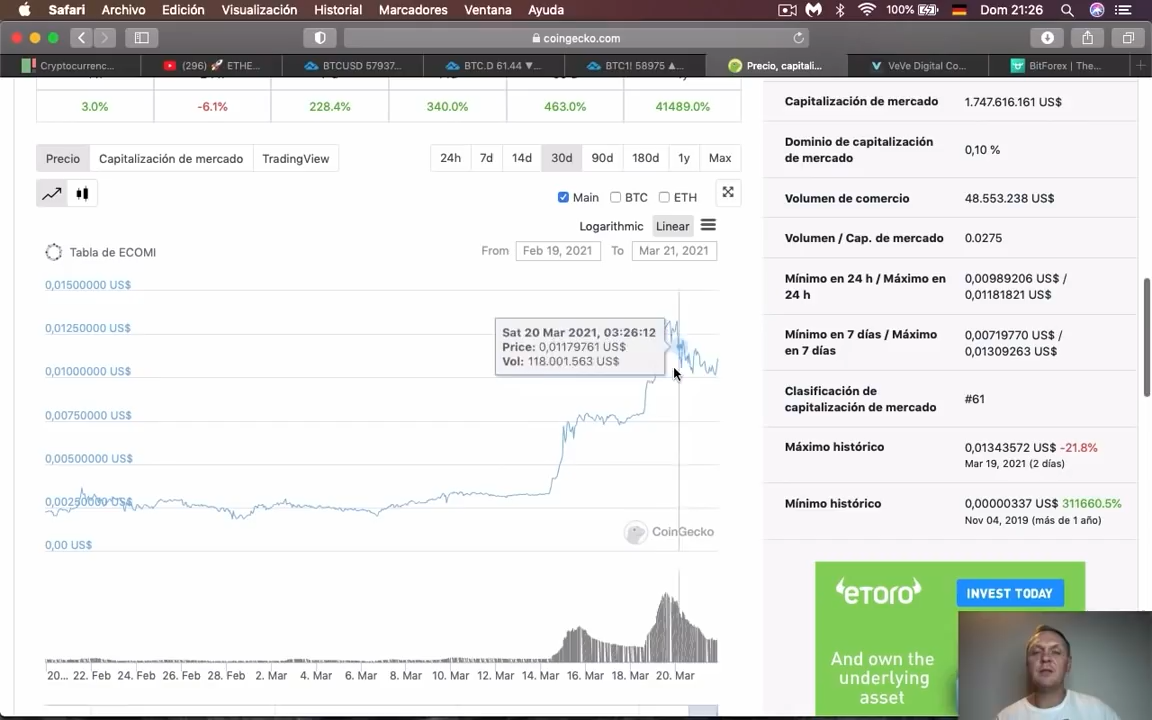 Safari Archivo Edición Visualización Historial Marcadores Ventana Ayuda 100% Dom 21:26
coingecko.com
Cryptocurrenc... (296) 🚀 ETHE... BTCUSD 57937... BTC.D 61.44 ▼... BTC1! 58975 ▲... Precio, capitali... VeVe Digital Co... BitForex | The...
3.0% -6.1% 228.4% 340.0% 463.0% 41489.0%
Precio Capitalización de mercado TradingView 24h 7d 14d 30d 90d 180d 1y Max
Main BTC ETH
Logarithmic Linear
Tabla de ECOMI From Feb 19, 2021 To Mar 21, 2021
0,01500000 US$
0,01250000 US$
0,01000000 US$
0,00750000 US$
0,00500000 US$
0,00250000 US$
0,00 US$
Sat 20 Mar 2021, 03:26:12
Price: 0,01179761 US$
Vol: 118.001.563 US$
CoinGecko
20... 22. Feb 24. Feb 26. Feb 28. Feb 2. Mar 4. Mar 6. Mar 8. Mar 10. Mar 12. Mar 14. Mar 16. Mar 18. Mar 20. Mar
Capitalización de mercado 1.747.616.161 US$
Dominio de capitalización
de mercado 0,10 %
Volumen de comercio 48.553.238 US$
Volumen / Cap. de mercado 0.0275
Mínimo en 24 h / Máximo en 0,00989206 US$ /
24 h 0,01181821 US$
Mínimo en 7 días / Máximo 0,00719770 US$ /
en 7 días 0,01309263 US$
Clasificación de
capitalización de mercado #61
Máximo histórico 0,01343572 US$ -21.8%
Mar 19, 2021 (2 días)
Mínimo histórico 0,00000337 US$ 311660.5%
Nov 04, 2019 (más de 1 año)
eToro INVEST TODAY
And own the
underlying
asset